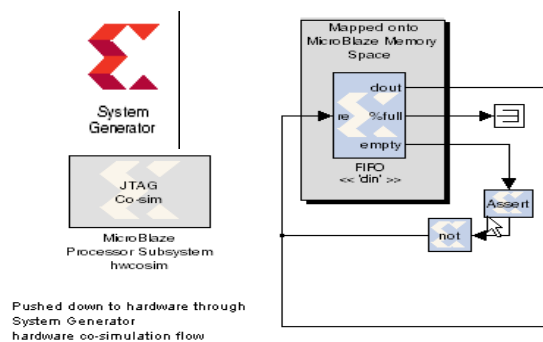 System
Generator
JTAG
Co-sim
MicroBlaze
Processor Subsystem
hwcosim
Pushed down to hardware through
System Generator
hardware co-simulation flow
Mapped onto
MicroBlaze Memory
Space
dout
re %full
empty
FIFO
<< 'din' >>
Assert
not